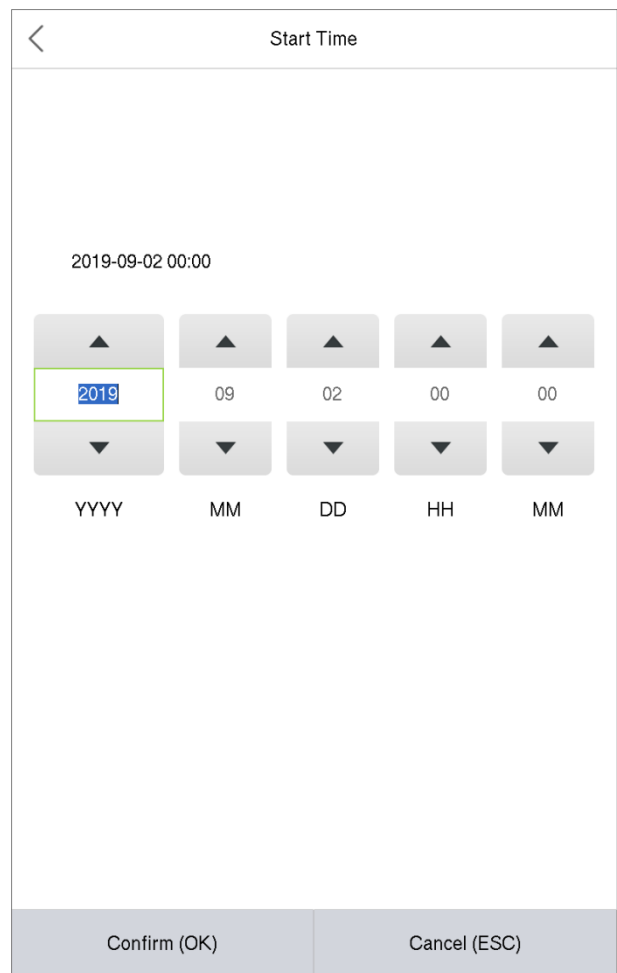 Start Time
2019-09-02 00:00
2019 09 02 00 00
YYYY MM DD HH MM
Confirm (OK) Cancel (ESC)